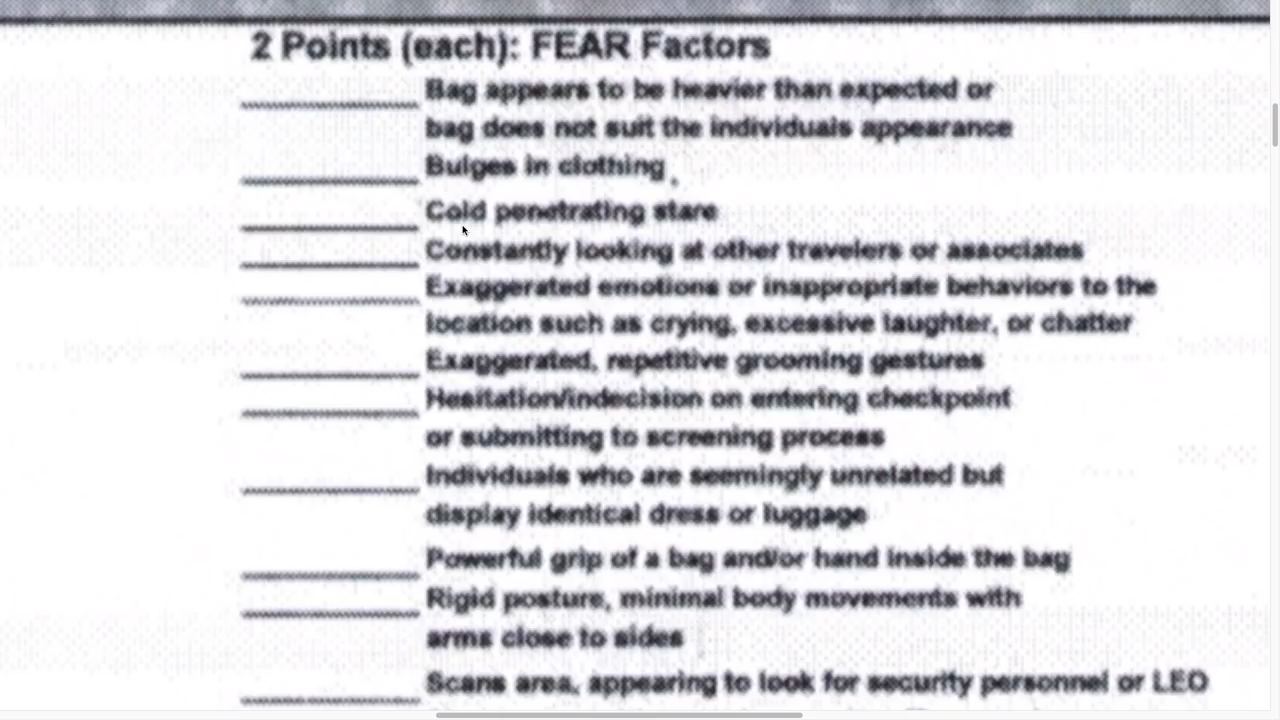 2 Points (each): FEAR Factors
Bag appears to be heavier than expected or
bag does not suit the individuals appearance
Bulges in clothing
Cold penetrating stare
Constantly looking at other travelers or associates
Exaggerated emotions or inappropriate behaviors to the
location such as crying, excessive laughter, or chatter
Exaggerated, repetitive grooming gestures
Hesitation/indecision on entering checkpoint
or submitting to screening process
Individuals who are seemingly unrelated but
display identical dress or luggage
Powerful grip of a bag and/or hand inside the bag
Rigid posture, minimal body movements with
arms close to sides
Scans area, appearing to look for security personnel or LEO